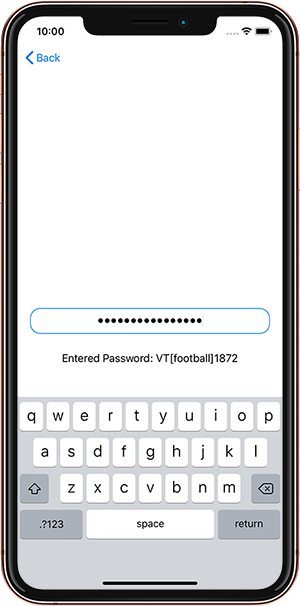 10:00
Back
••••••••••••••••
Entered Password: VT[football]1872
q w e r t y u i o p
a s d f g h j k l
z x c v b n m
.?123 space return